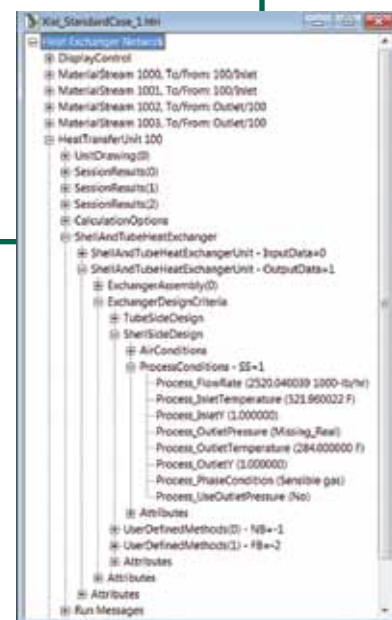 Xist_StandardCase_1.htri
Heat Exchanger Network
DisplayControl
MaterialStream 1000, To/From: 100/Inlet
MaterialStream 1001, To/From: 100/Inlet
MaterialStream 1002, To/From: Outlet/100
MaterialStream 1003, To/From: Outlet/100
HeatTransferUnit 100
UnitDrawing(0)
SessionResults(0)
SessionResults(1)
SessionResults(2)
CalculationOptions
ShellAndTubeHeatExchanger
ShellAndTubeHeatExchangerUnit - InputData=0
ShellAndTubeHeatExchangerUnit - OutputData=1
ExchangerAssembly(0)
ExchangerDesignCriteria
TubeSideDesign
ShellSideDesign
AirConditions
ProcessConditions - SS=1
Process_FlowRate (2520.040039 1000-lb/hr)
Process_InletTemperature (521.960022 F)
Process_InletY (1.000000)
Process_OutletPressure (Missing_Real)
Process_OutletTemperature (284.000000 F)
Process_OutletY (1.000000)
Process_PhaseCondition (Sensible gas)
Process_UseOutletPressure (No)
Attributes
UserDefinedMethods(0) - NB=-1
UserDefinedMethods(1) - FB=-2
Attributes
Attributes
Attributes
Run Messages